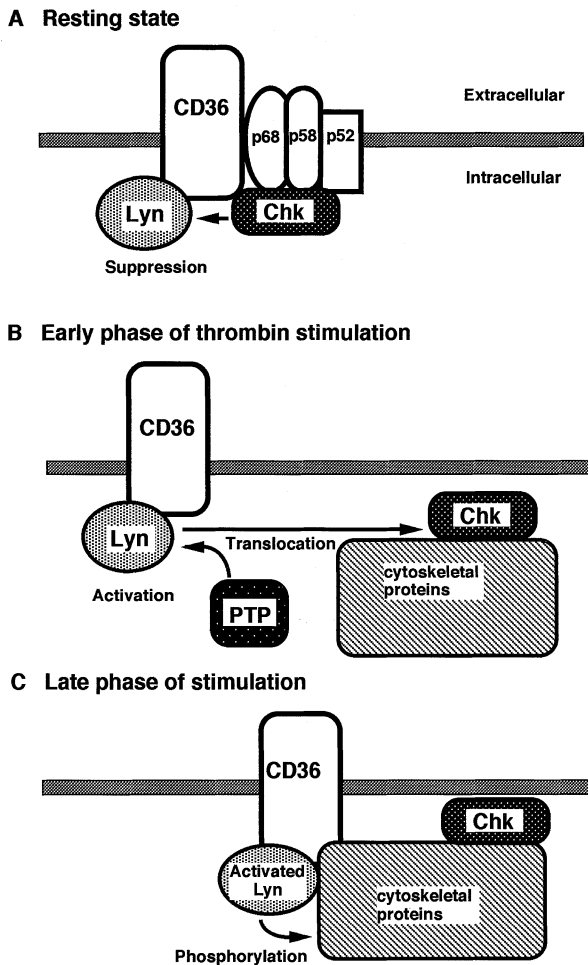 A Resting state
CD36
p68
p58
p52
Extracellular
Intracellular
Lyn
Chk
Suppression
B Early phase of thrombin stimulation
CD36
Lyn
Chk
Translocation
Activation
PTP
cytoskeletal
proteins
C Late phase of stimulation
CD36
Chk
Activated
Lyn
cytoskeletal
proteins
Phosphorylation